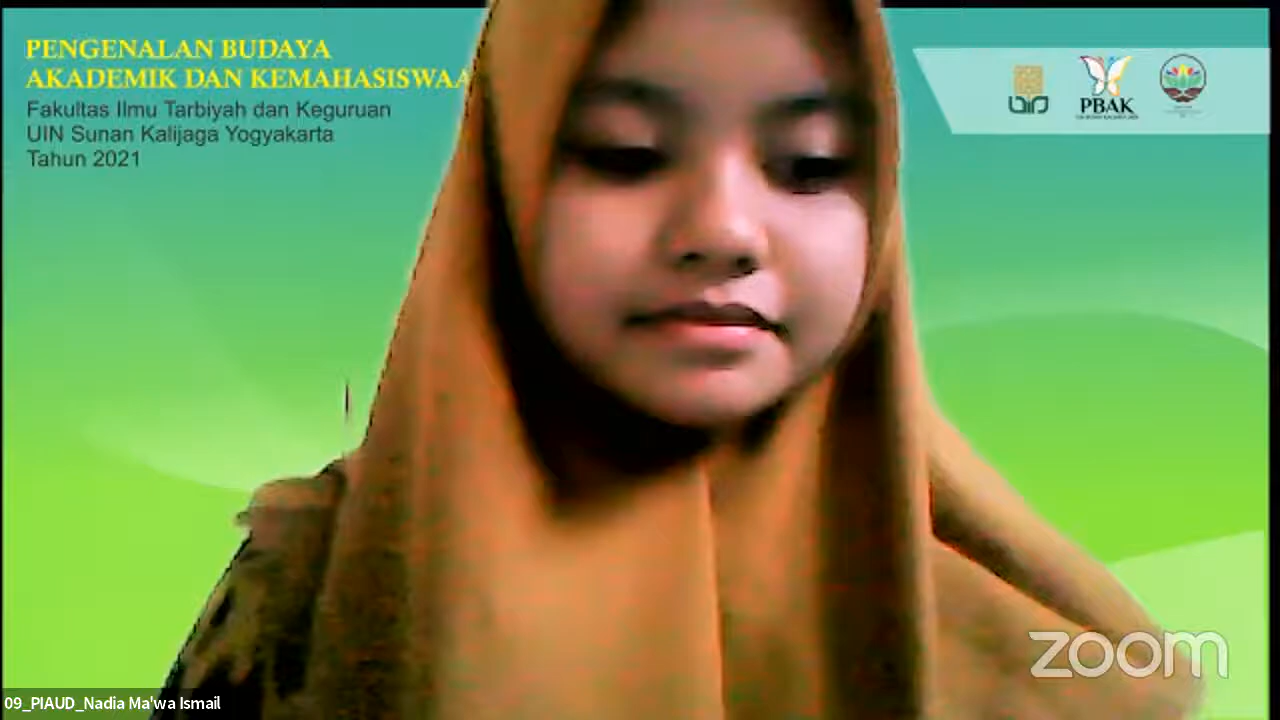 PENGENALAN BUDAYA
AKADEMIK DAN KEMAHASISWAA
Fakultas Ilmu Tarbiyah dan Keguruan
UIN Sunan Kalijaga Yogyakarta
Tahun 2021
uin
PBAK
zoom
09_PIAUD_Nadia Ma'wa Ismail